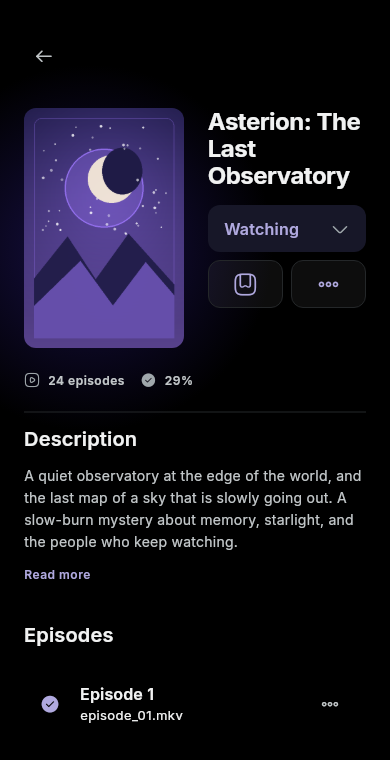 Asterion: The
Last
Observatory
Watching
24 episodes
29%
Description
A quiet observatory at the edge of the world, and
the last map of a sky that is slowly going out. A
slow-burn mystery about memory, starlight, and
the people who keep watching.
Read more
Episodes
Episode 1
episode_01.mkv